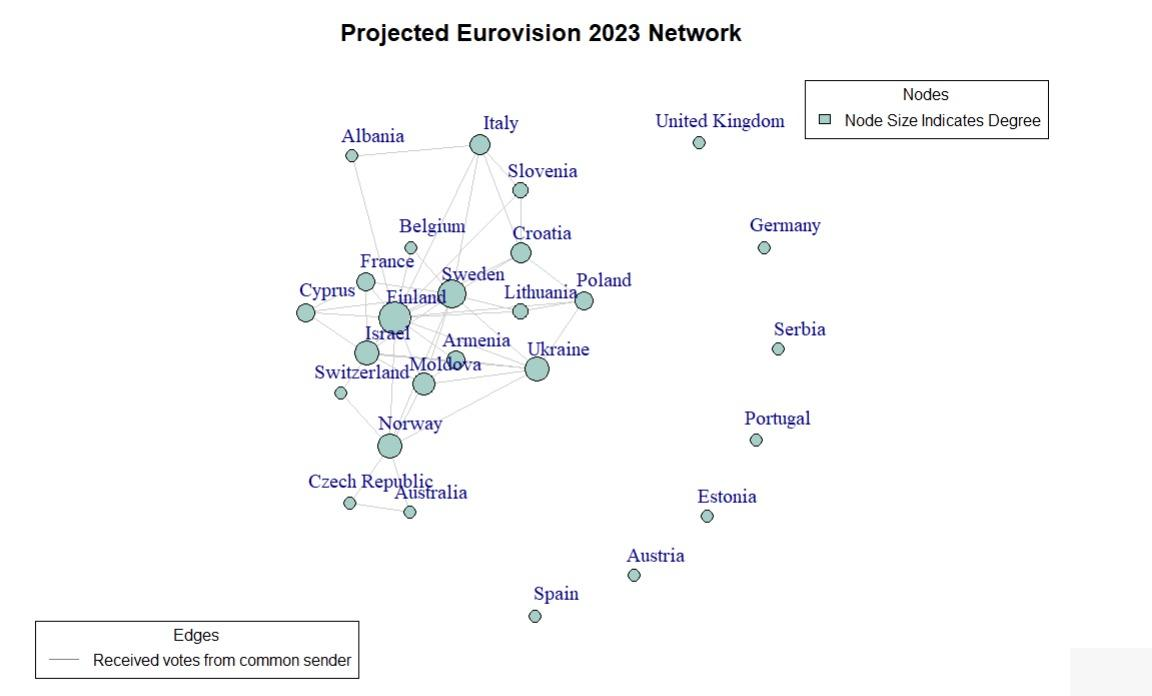 Projected Eurovision 2023 Network
Nodes
Node Size Indicates Degree
United Kingdom
Italy
Albania
Slovenia
Belgium
Croatia
Germany
France
Sweden
Poland
Cyprus
Finland
Lithuania
Israel
Armenia
Ukraine
Serbia
Switzerland
Moldova
Norway
Portugal
Czech Republic
Australia
Estonia
Austria
Spain
Edges
Received votes from common sender